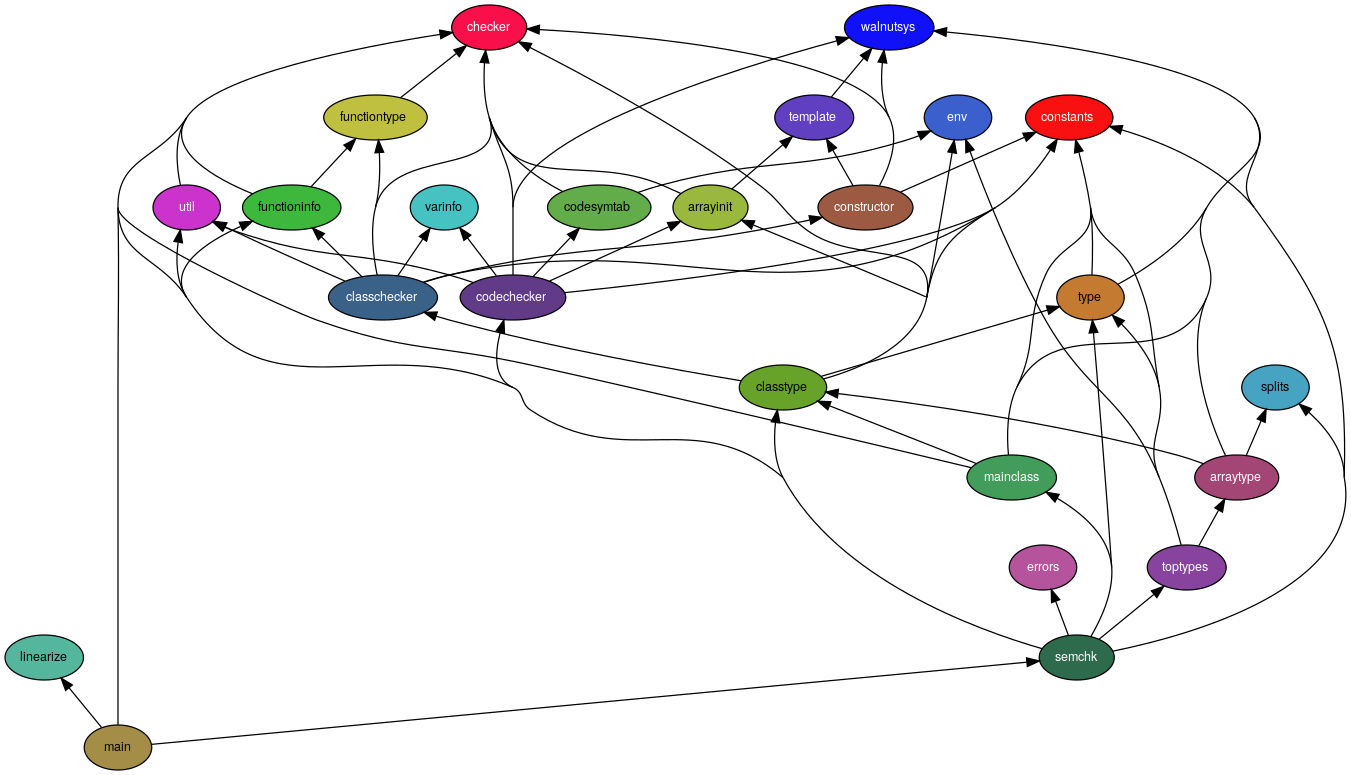 checker
walnutsys
functiontype
template
env
constants
util
functioninfo
varinfo
codesymtab
arrayinit
constructor
classchecker
codechecker
type
classtype
splits
mainclass
arraytype
errors
toptypes
linearize
semchk
main